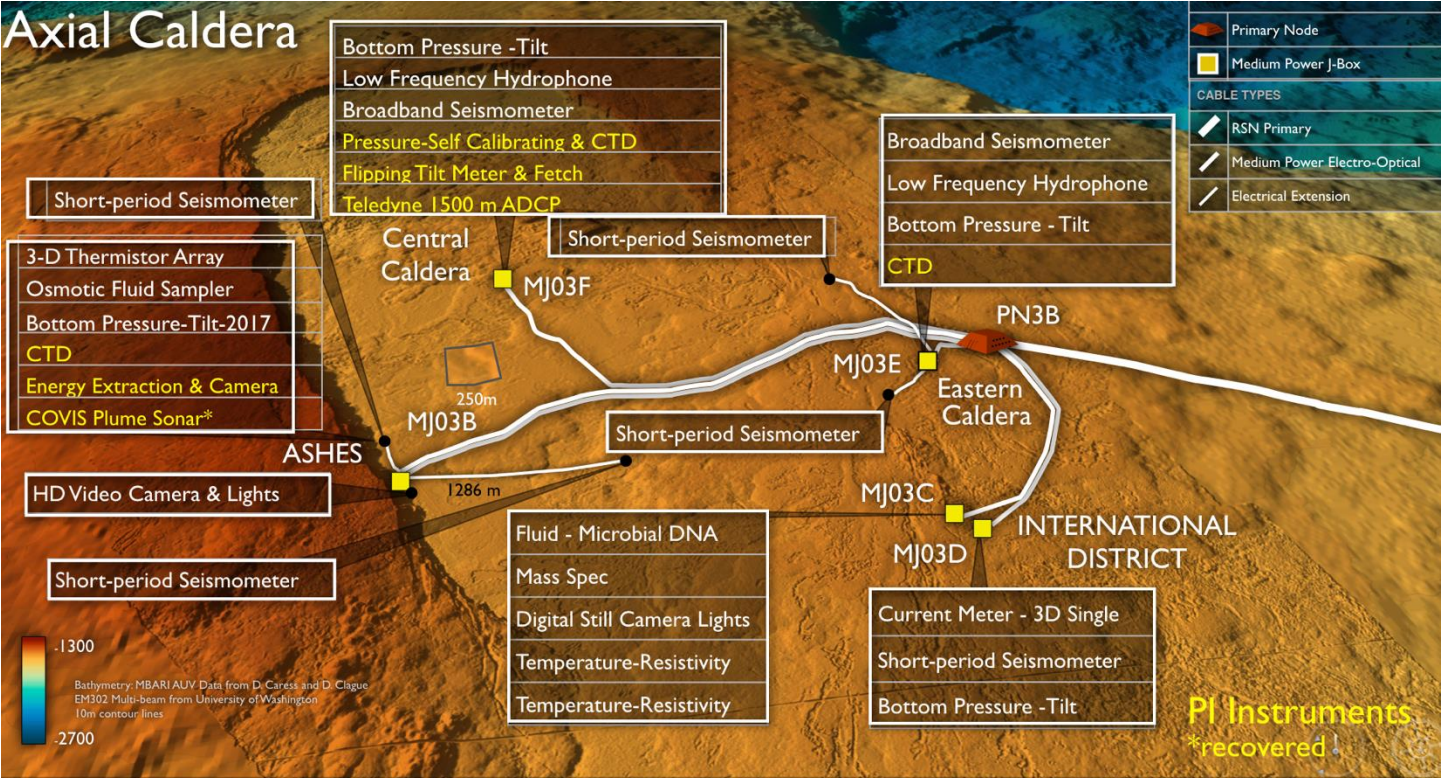 Axial Caldera
Bottom Pressure -Tilt
Low Frequency Hydrophone
Broadband Seismometer
Pressure-Self Calibrating & CTD
Flipping Tilt Meter & Fetch
Teledyne 1500 m ADCP
Primary Node
Medium Power J-Box
CABLE TYPES
RSN Primary
Medium Power Electro-Optical
Electrical Extension
Broadband Seismometer
Low Frequency Hydrophone
Bottom Pressure - Tilt
CTD
Short-period Seismometer
3-D Thermistor Array
Osmotic Fluid Sampler
Bottom Pressure-Tilt-2017
CTD
Energy Extraction & Camera
COVIS Plume Sonar*
Central
Caldera
MJ03F
Short-period Seismometer
PN3B
MJ03E
Eastern
Caldera
250m
MJ03B
Short-period Seismometer
ASHES
HD Video Camera & Lights
1286 m
Short-period Seismometer
MJ03C
MJ03D
INTERNATIONAL
DISTRICT
Fluid - Microbial DNA
Mass Spec
Digital Still Camera Lights
Temperature-Resistivity
Temperature-Resistivity
Current Meter - 3D Single
Short-period Seismometer
Bottom Pressure -Tilt
-1300
-2700
Bathymetry: MBARI AUV Data from D. Caress and D. Clague
EM302 Multi-beam from University of Washington
10m contour lines
PI Instruments
*recovered